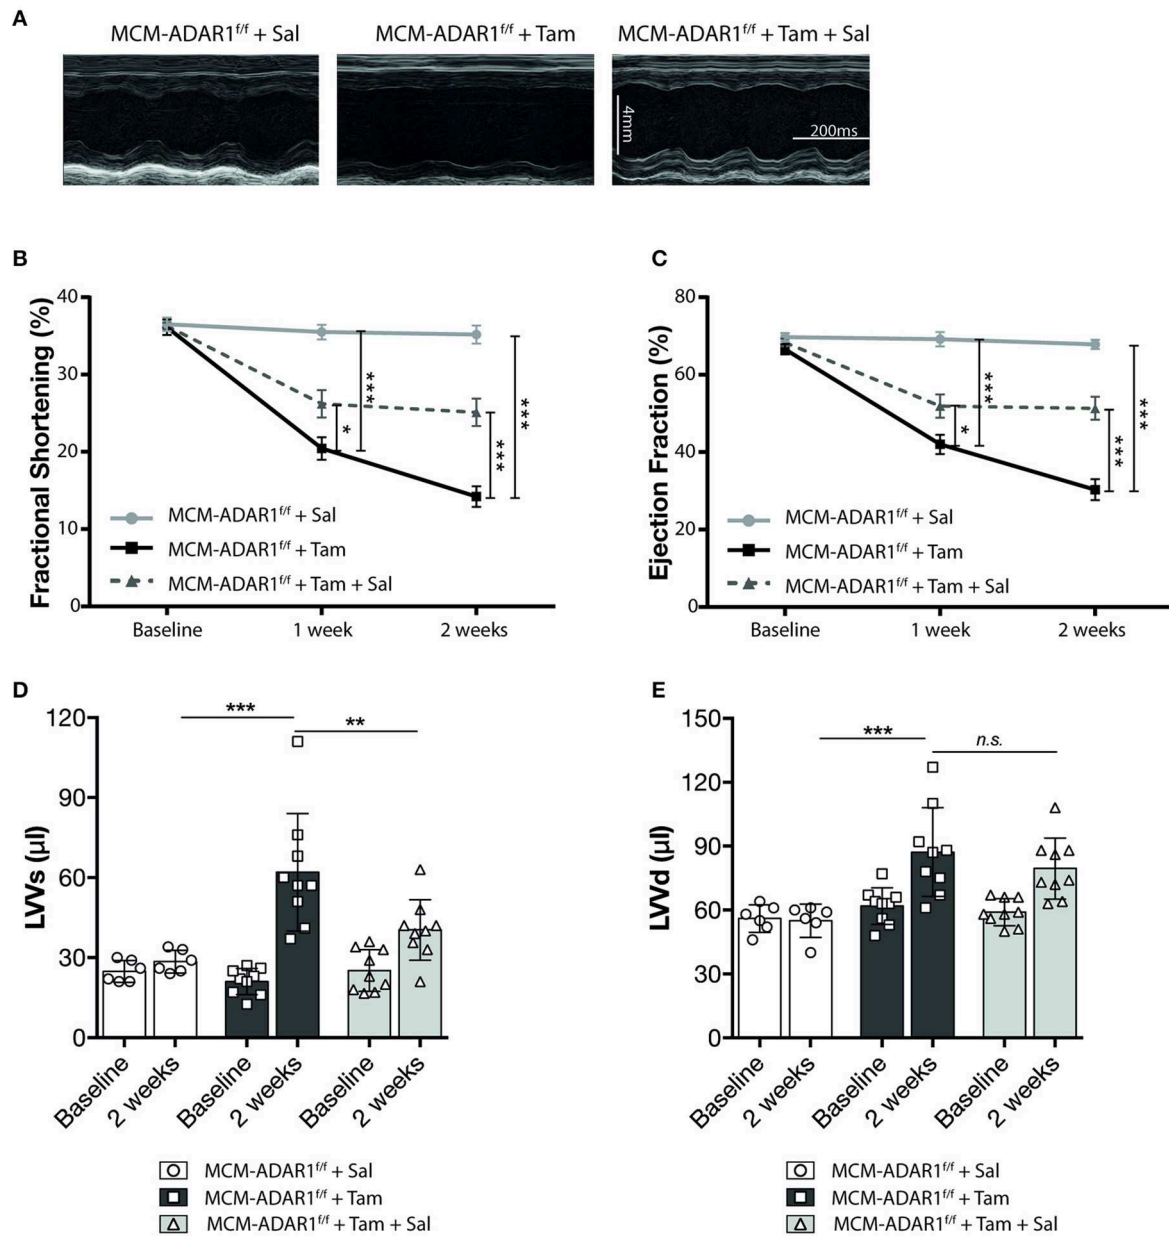 A
MCM-ADAR1f/f + Sal
MCM-ADAR1f/f + Tam
MCM-ADAR1f/f + Tam + Sal
4mm
200ms
B
Fractional Shortening (%)
40
30
20
10
0
***
*
***
***
MCM-ADAR1f/f + Sal
MCM-ADAR1f/f + Tam
MCM-ADAR1f/f + Tam + Sal
Baseline
1 week
2 weeks
C
Ejection Fraction (%)
80
60
40
20
0
***
*
***
***
MCM-ADAR1f/f + Sal
MCM-ADAR1f/f + Tam
MCM-ADAR1f/f + Tam + Sal
Baseline
1 week
2 weeks
D
LVVs (µl)
120
90
60
30
0
***
**
Baseline
2 weeks
Baseline
2 weeks
Baseline
2 weeks
MCM-ADAR1f/f + Sal
MCM-ADAR1f/f + Tam
MCM-ADAR1f/f + Tam + Sal
E
LVVd (µl)
150
120
90
60
30
0
***
n.s.
Baseline
2 weeks
Baseline
2 weeks
Baseline
2 weeks
MCM-ADAR1f/f + Sal
MCM-ADAR1f/f + Tam
MCM-ADAR1f/f + Tam + Sal